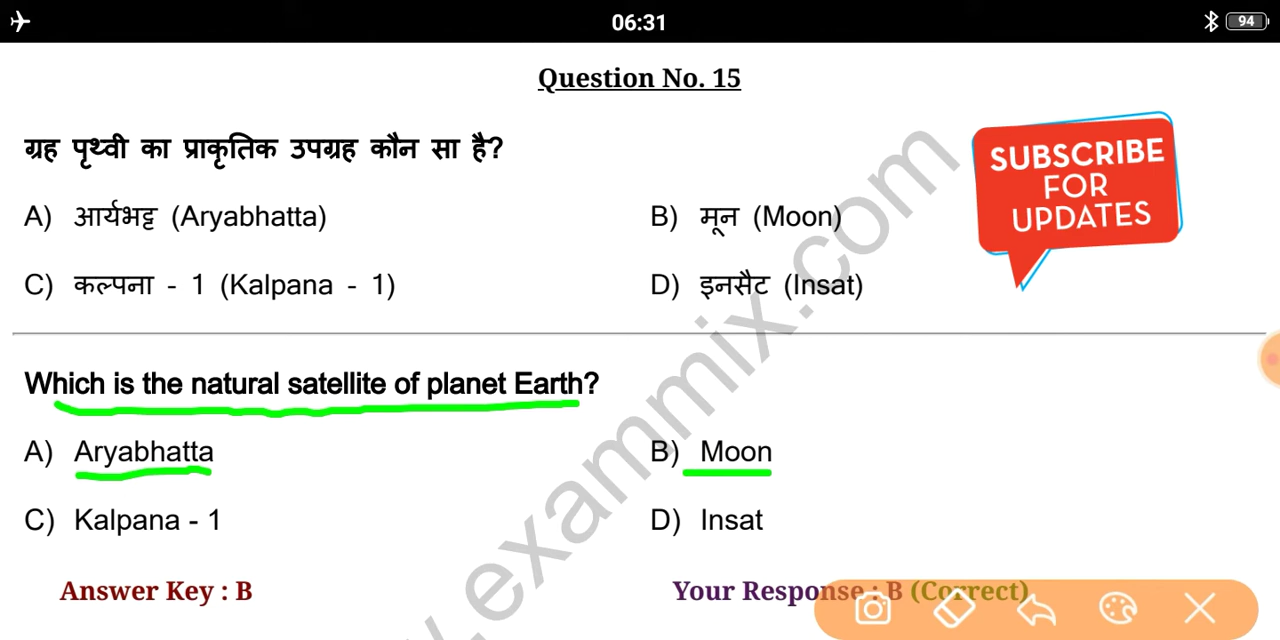 06:31
94
Question No. 15
ग्रह पृथ्वी का प्राकृतिक उपग्रह कौन सा है?
A) आर्यभट्ट (Aryabhatta)
B) मून (Moon)
C) कल्पना - 1 (Kalpana - 1)
D) इनसैट (Insat)
SUBSCRIBE
FOR
UPDATES
Which is the natural satellite of planet Earth?
A) Aryabhatta
B) Moon
C) Kalpana - 1
D) Insat
Answer Key : B
Your Response : B (Correct)
.exammix.com